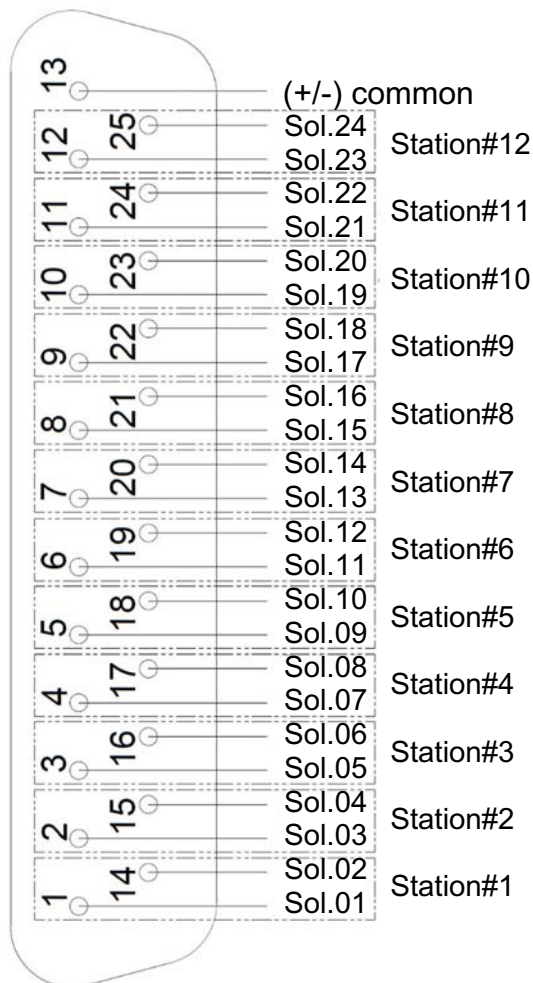 13 (+/-) common
25 Sol.24
12 Sol.23 Station#12
24 Sol.22
11 Sol.21 Station#11
23 Sol.20
10 Sol.19 Station#10
22 Sol.18
9 Sol.17 Station#9
21 Sol.16
8 Sol.15 Station#8
20 Sol.14
7 Sol.13 Station#7
19 Sol.12
6 Sol.11 Station#6
18 Sol.10
5 Sol.09 Station#5
17 Sol.08
4 Sol.07 Station#4
16 Sol.06
3 Sol.05 Station#3
15 Sol.04
2 Sol.03 Station#2
14 Sol.02
1 Sol.01 Station#1